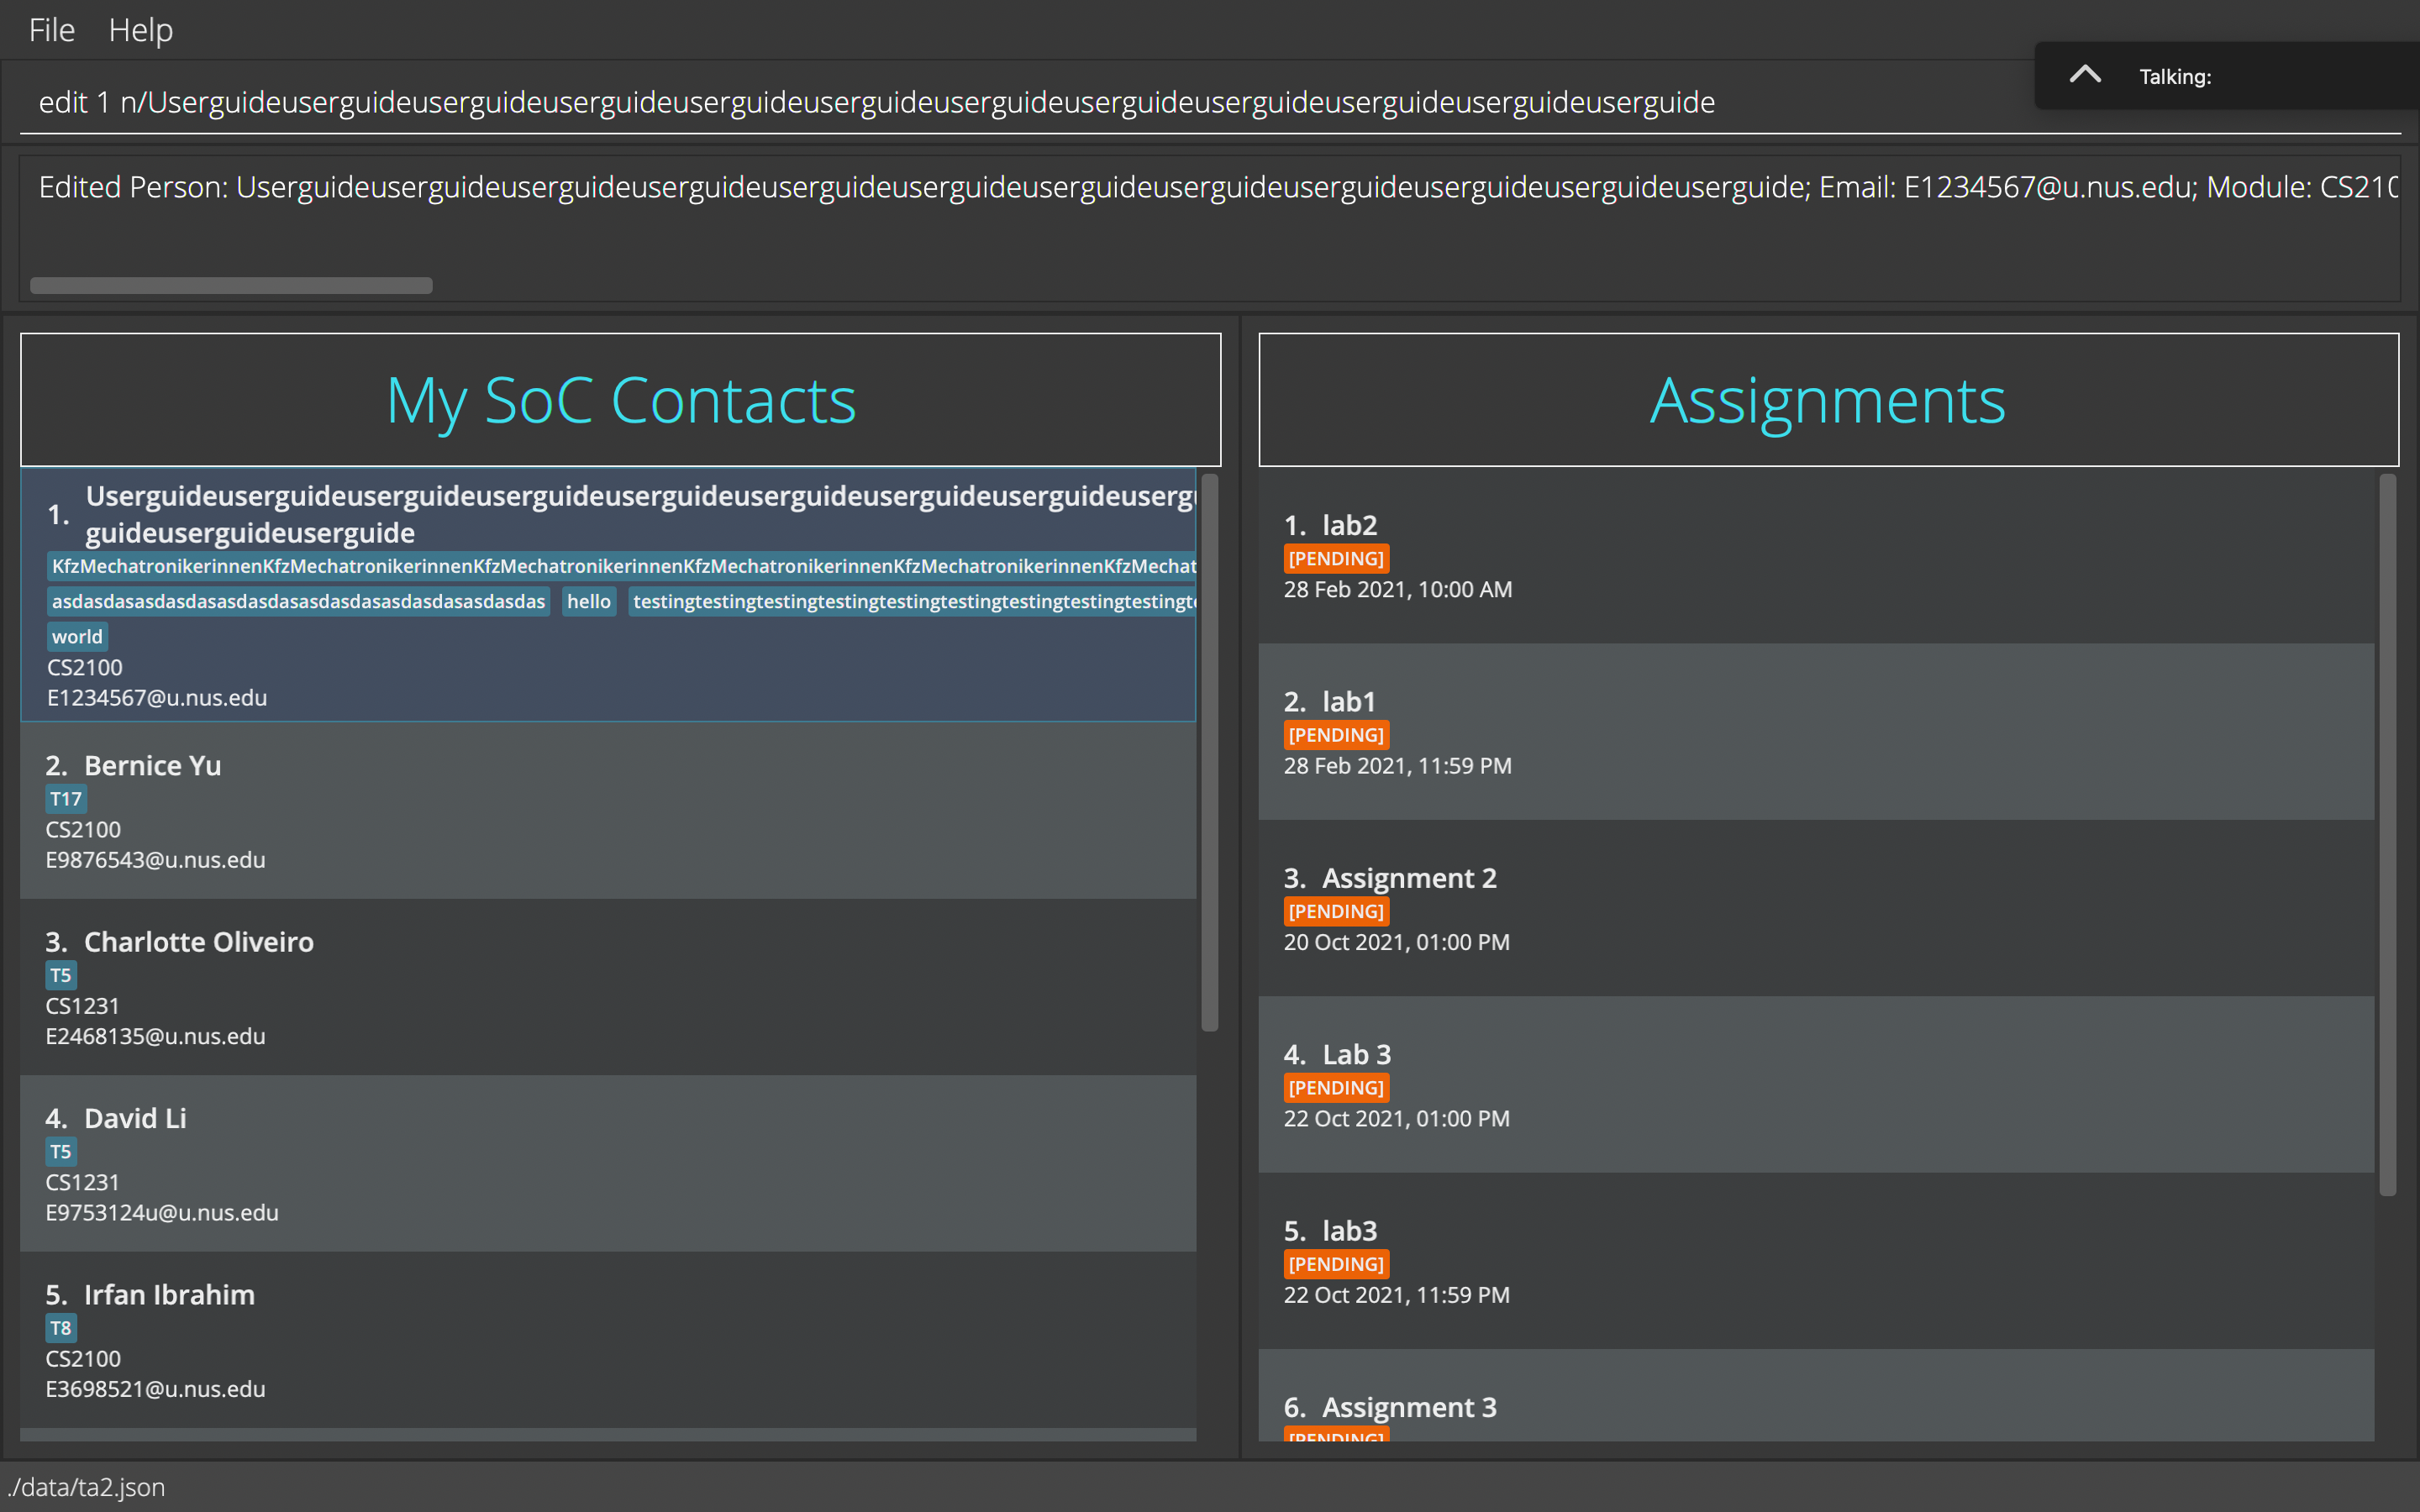 File Help
Talking:
edit 1 n/Userguideuserguideuserguideuserguideuserguideuserguideuserguideuserguideuserguideuserguideuserguideuserguide
Edited Person: Userguideuserguideuserguideuserguideuserguideuserguideuserguideuserguideuserguideuserguideuserguideuserguide; Email: E1234567@u.nus.edu; Module: CS210
My SoC Contacts
1. Userguideuserguideuserguideuserguideuserguideuserguideuserguideuserguideuserg
guideuserguideuserguide
KfzMechatronikerinnenKfzMechatronikerinnenKfzMechatronikerinnenKfzMechatronikerinnenKfzMechatronikerinnenKfzMechat
asdasdasasdasdasasdasdasasdasdasasdasdasasdasdas hello testingtestingtestingtestingtestingtestingtestingtestingtestingt
world
CS2100
E1234567@u.nus.edu
2. Bernice Yu
T17
CS2100
E9876543@u.nus.edu
3. Charlotte Oliveiro
T5
CS1231
E2468135@u.nus.edu
4. David Li
T5
CS1231
E9753124u@u.nus.edu
5. Irfan Ibrahim
T8
CS2100
E3698521@u.nus.edu
Assignments
1. lab2
[PENDING]
28 Feb 2021, 10:00 AM
2. lab1
[PENDING]
28 Feb 2021, 11:59 PM
3. Assignment 2
[PENDING]
20 Oct 2021, 01:00 PM
4. Lab 3
[PENDING]
22 Oct 2021, 01:00 PM
5. lab3
[PENDING]
22 Oct 2021, 11:59 PM
6. Assignment 3
[PENDING]
./data/ta2.json